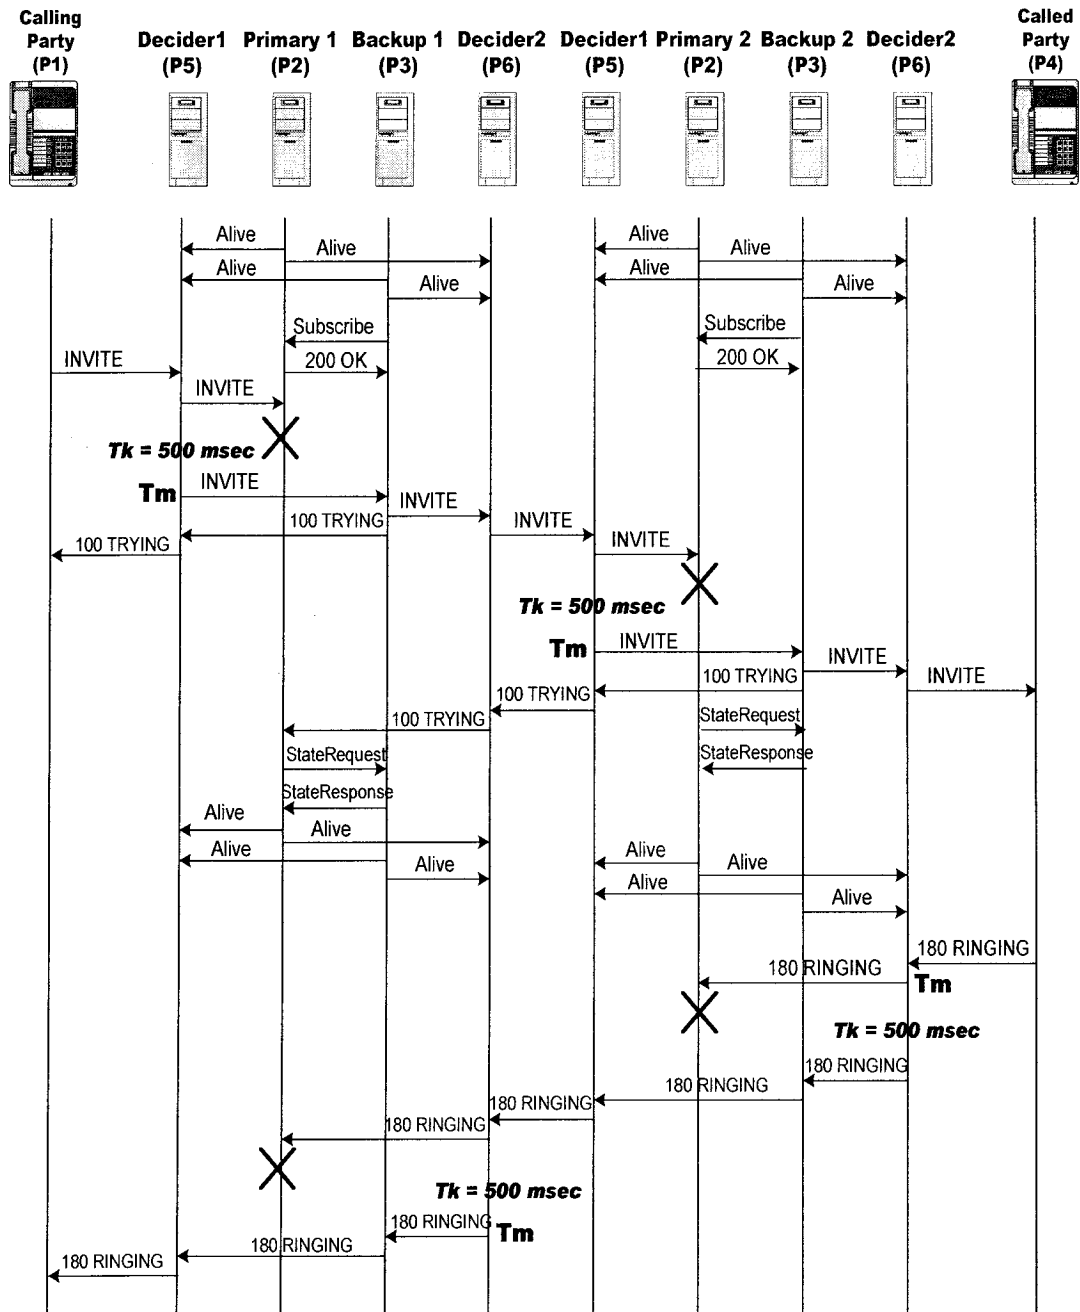 Calling
Party
(P1)
Decider1
(P5)
Primary 1
(P2)
Backup 1
(P3)
Decider2
(P6)
Decider1
(P5)
Primary 2
(P2)
Backup 2
(P3)
Decider2
(P6)
Called
Party
(P4)
Alive
Alive
Alive
Alive
Alive
Alive
Alive
Alive
Subscribe
Subscribe
INVITE
200 OK
200 OK
INVITE
Tk = 500 msec
Tm
INVITE
INVITE
100 TRYING
INVITE
100 TRYING
INVITE
Tk = 500 msec
Tm
INVITE
INVITE
100 TRYING
INVITE
100 TRYING
100 TRYING
StateRequest
StateRequest
StateResponse
StateResponse
Alive
Alive
Alive
Alive
Alive
Alive
Alive
Alive
180 RINGING
180 RINGING
Tm
Tk = 500 msec
180 RINGING
180 RINGING
180 RINGING
180 RINGING
Tk = 500 msec
180 RINGING
Tm
180 RINGING
180 RINGING